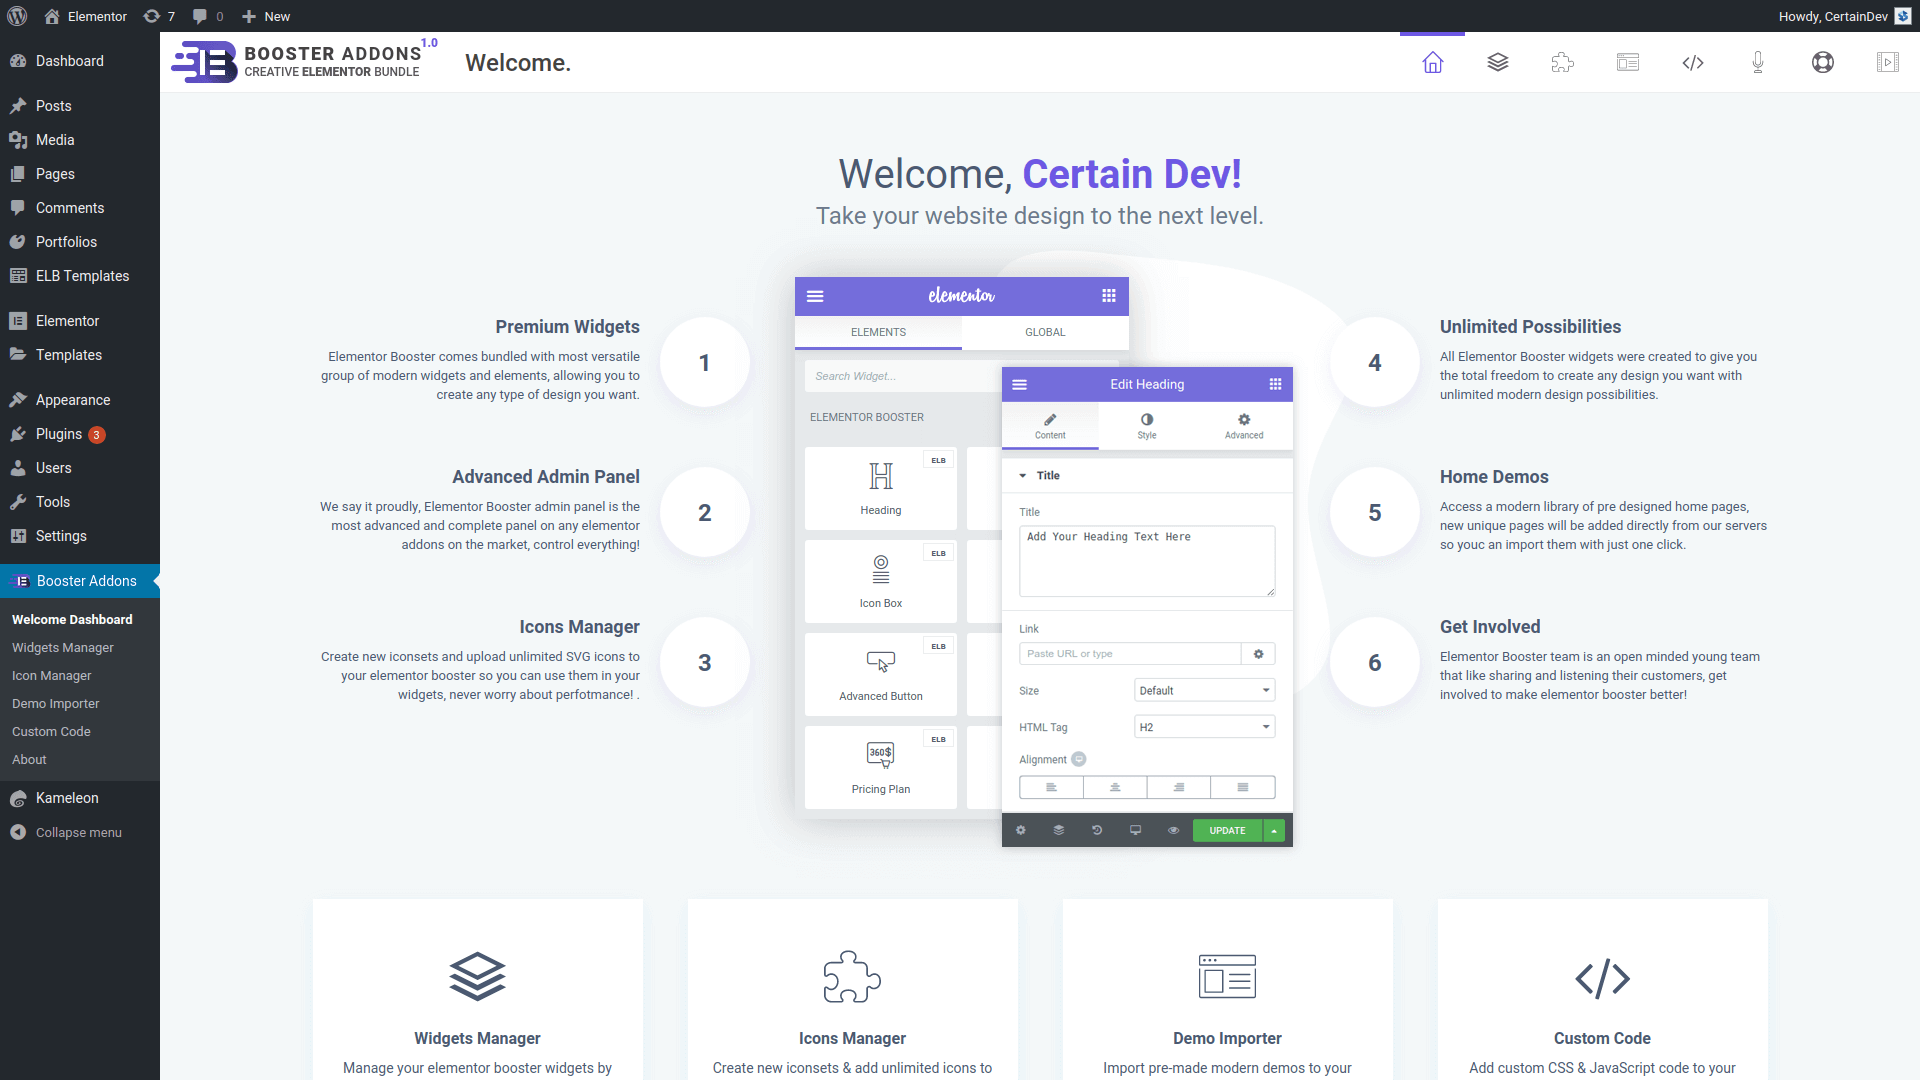 Elementor
7
0
New
Howdy, CertainDev
Dashboard
Posts
Media
Pages
Comments
Portfolios
ELB Templates
Elementor
Templates
Appearance
Plugins 3
Users
Tools
Settings
Booster Addons
Welcome Dashboard
Widgets Manager
Icon Manager
Demo Importer
Custom Code
About
Kameleon
Collapse menu
BOOSTER ADDONS 1.0
CREATIVE ELEMENTOR BUNDLE
Welcome.
Welcome, Certain Dev!
Take your website design to the next level.
Premium Widgets
Elementor Booster comes bundled with most versatile
group of modern widgets and elements, allowing you to
create any type of design you want.
1
Advanced Admin Panel
We say it proudly, Elementor Booster admin panel is the
most advanced and complete panel on any elementor
addons on the market, control everything!
2
Icons Manager
Create new iconsets and upload unlimited SVG icons to
your elementor booster so you can use them in your
widgets, never worry about perfotmance! .
3
elementor
ELEMENTS
GLOBAL
Search Widget...
ELEMENTOR BOOSTER
ELB
Heading
ELB
Icon Box
ELB
Advanced Button
ELB
360$
Pricing Plan
Edit Heading
Content
Style
Advanced
Title
Title
Add Your Heading Text Here
Link
Paste URL or type
Size
Default
HTML Tag
H2
Alignment
UPDATE
4
Unlimited Possibilities
All Elementor Booster widgets were created to give you
the total freedom to create any design you want with
unlimited modern design possibilities.
5
Home Demos
Access a modern library of pre designed home pages,
new unique pages will be added directly from our servers
so youc an import them with just one click.
6
Get Involved
Elementor Booster team is an open minded young team
that like sharing and listening their customers, get
involved to make elementor booster better!
Widgets Manager
Manage your elementor booster widgets by
Icons Manager
Create new iconsets & add unlimited icons to
Demo Importer
Import pre-made modern demos to your
Custom Code
Add custom CSS & JavaScript code to your